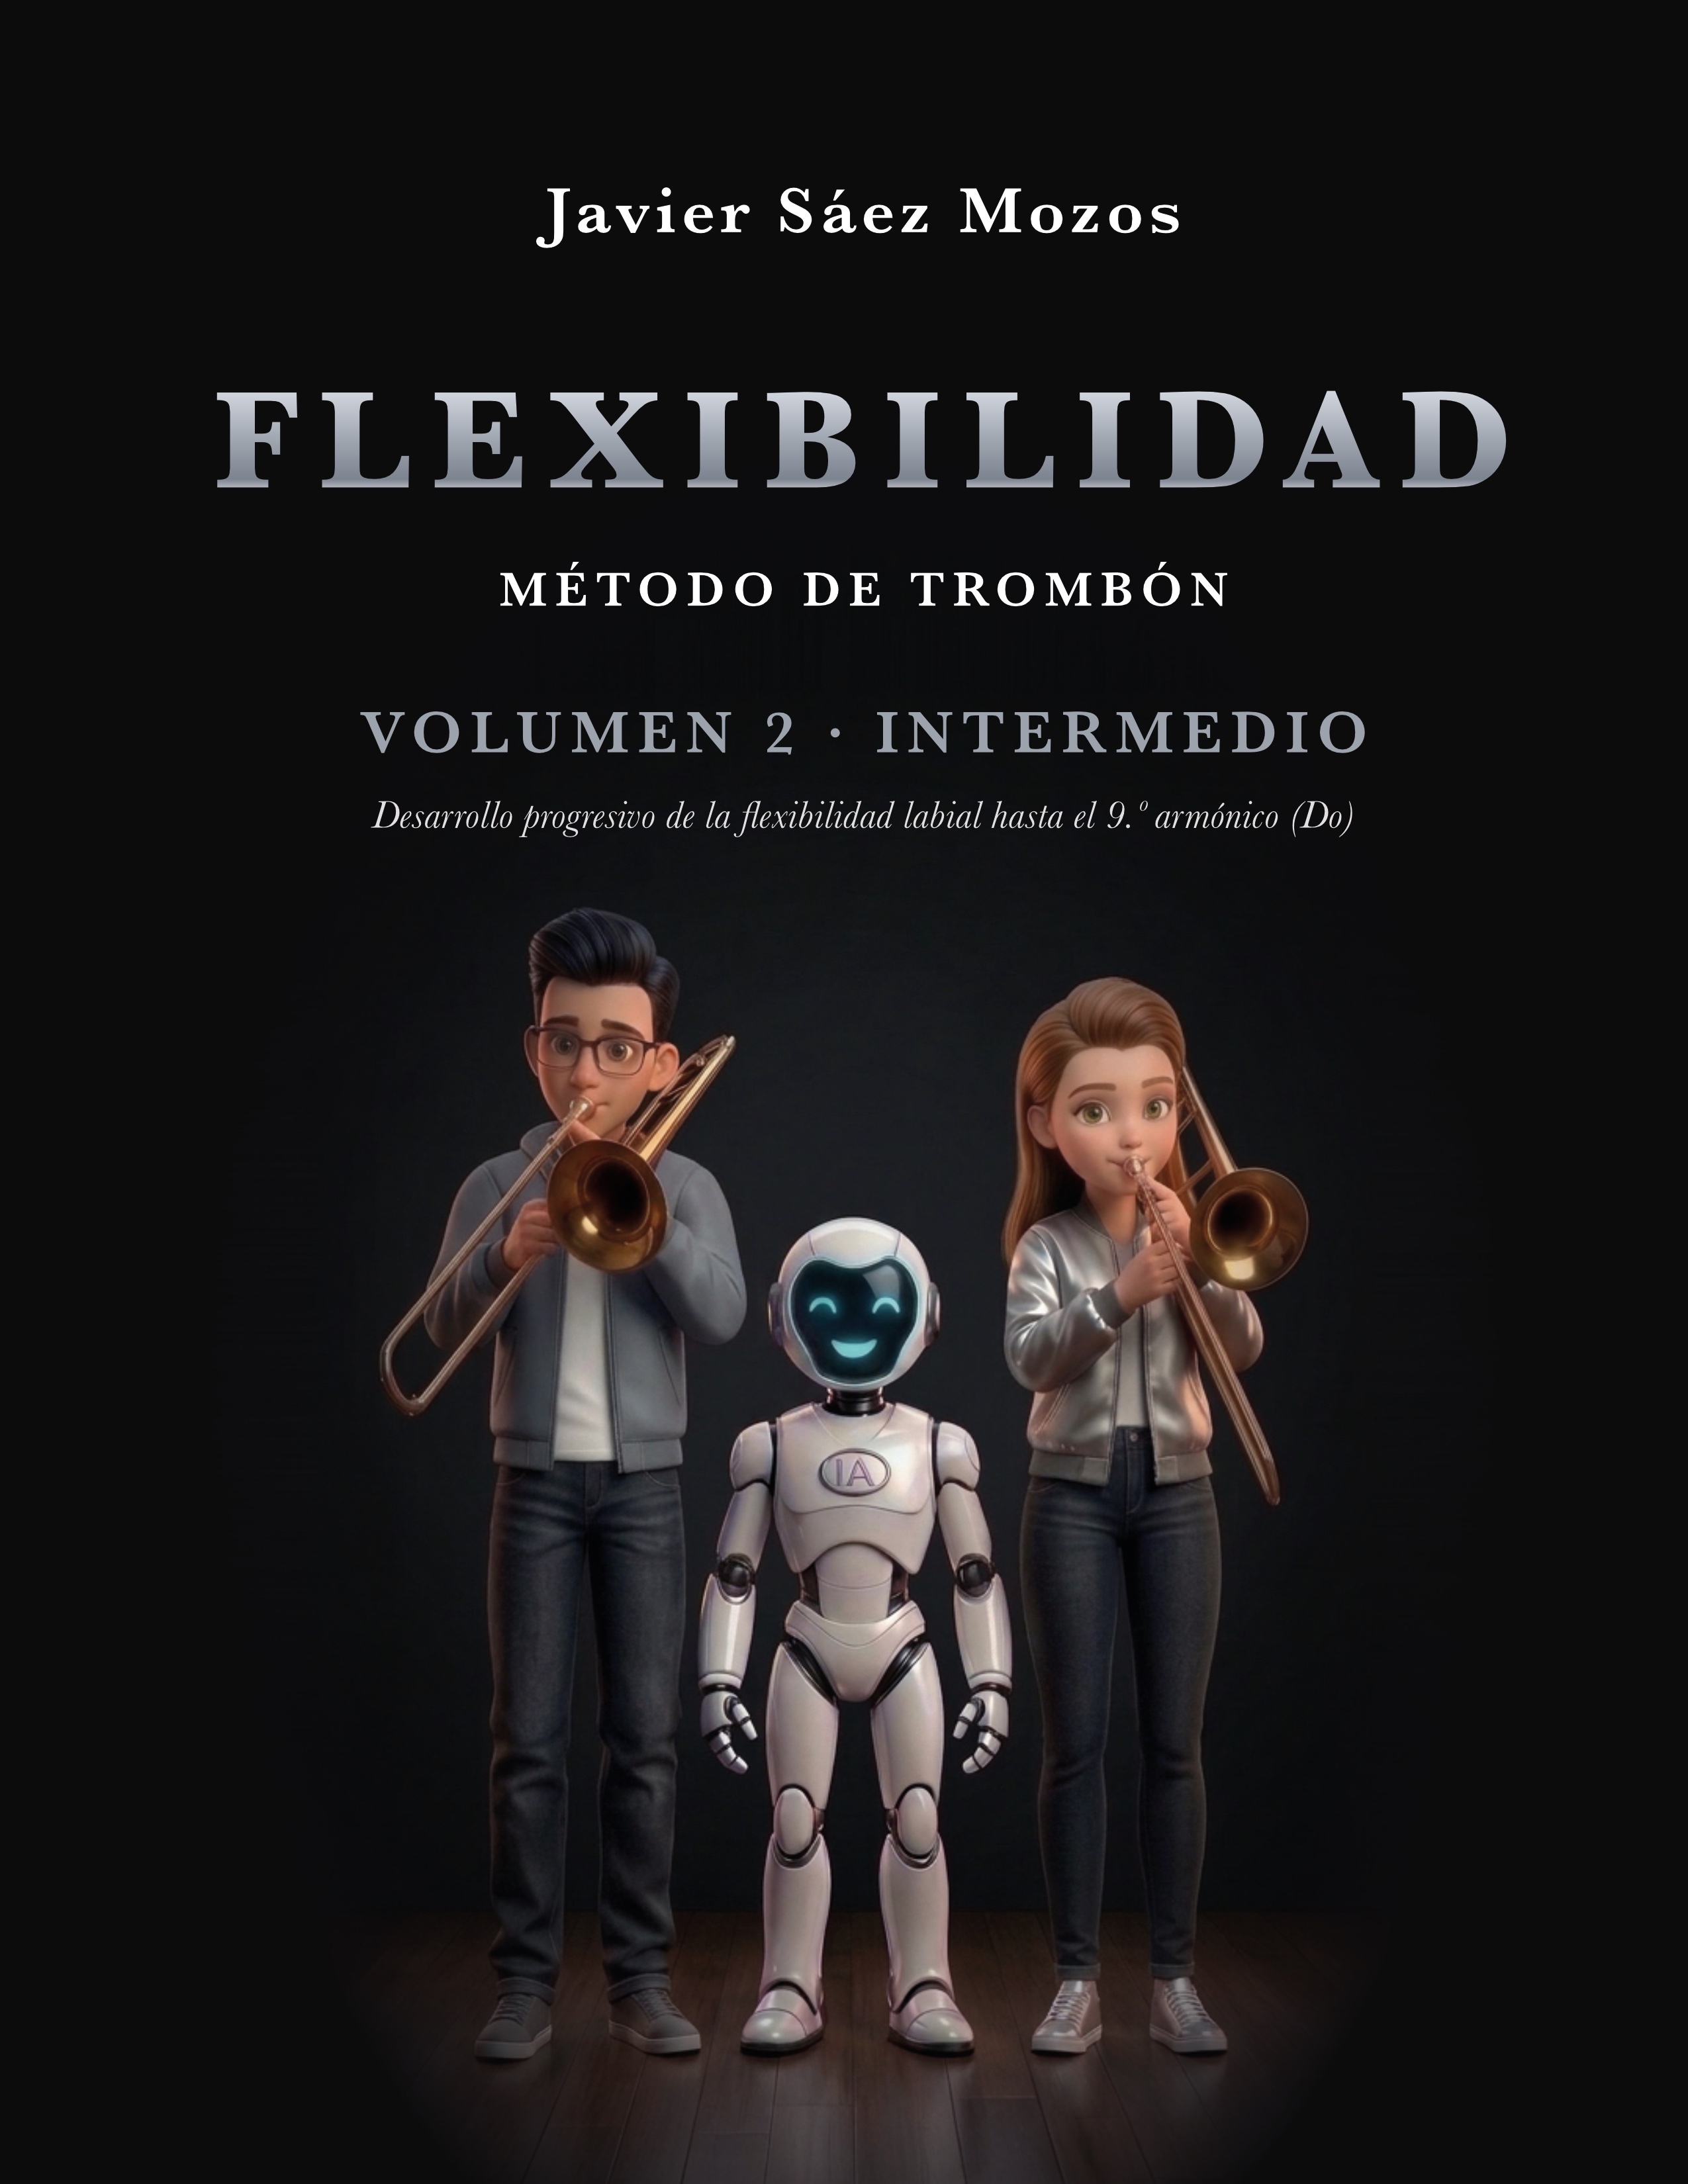 Javier Sáez Mozos
FLEXIBILIDAD
MÉTODO DE TROMBÓN
VOLUMEN 2 · INTERMEDIO
Desarrollo progresivo de la flexibilidad labial hasta el 9.º armónico (Do)
IA